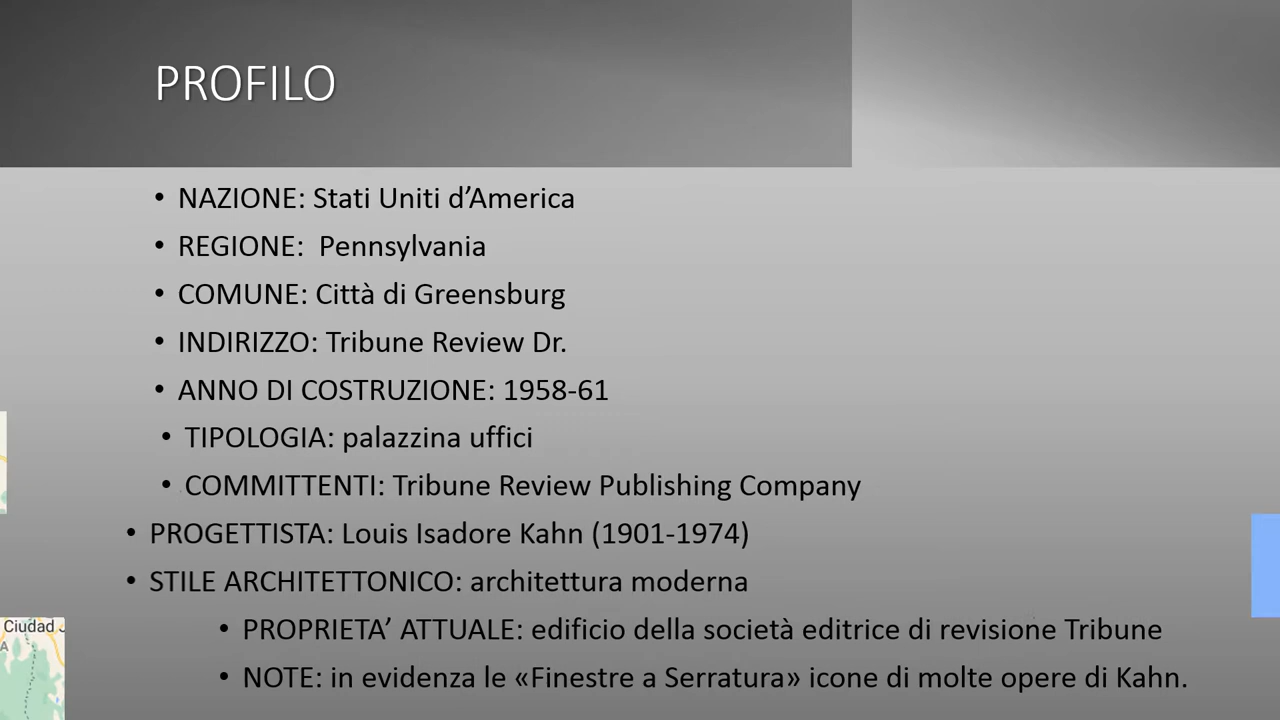 PROFILO
• NAZIONE: Stati Uniti d’America
• REGIONE:  Pennsylvania
• COMUNE: Città di Greensburg
• INDIRIZZO: Tribune Review Dr.
• ANNO DI COSTRUZIONE: 1958-61
• TIPOLOGIA: palazzina uffici
• COMMITTENTI: Tribune Review Publishing Company
• PROGETTISTA: Louis Isadore Kahn (1901-1974)
• STILE ARCHITETTONICO: architettura moderna
Ciudad
• PROPRIETA’ ATTUALE: edificio della società editrice di revisione Tribune
• NOTE: in evidenza le «Finestre a Serratura» icone di molte opere di Kahn.